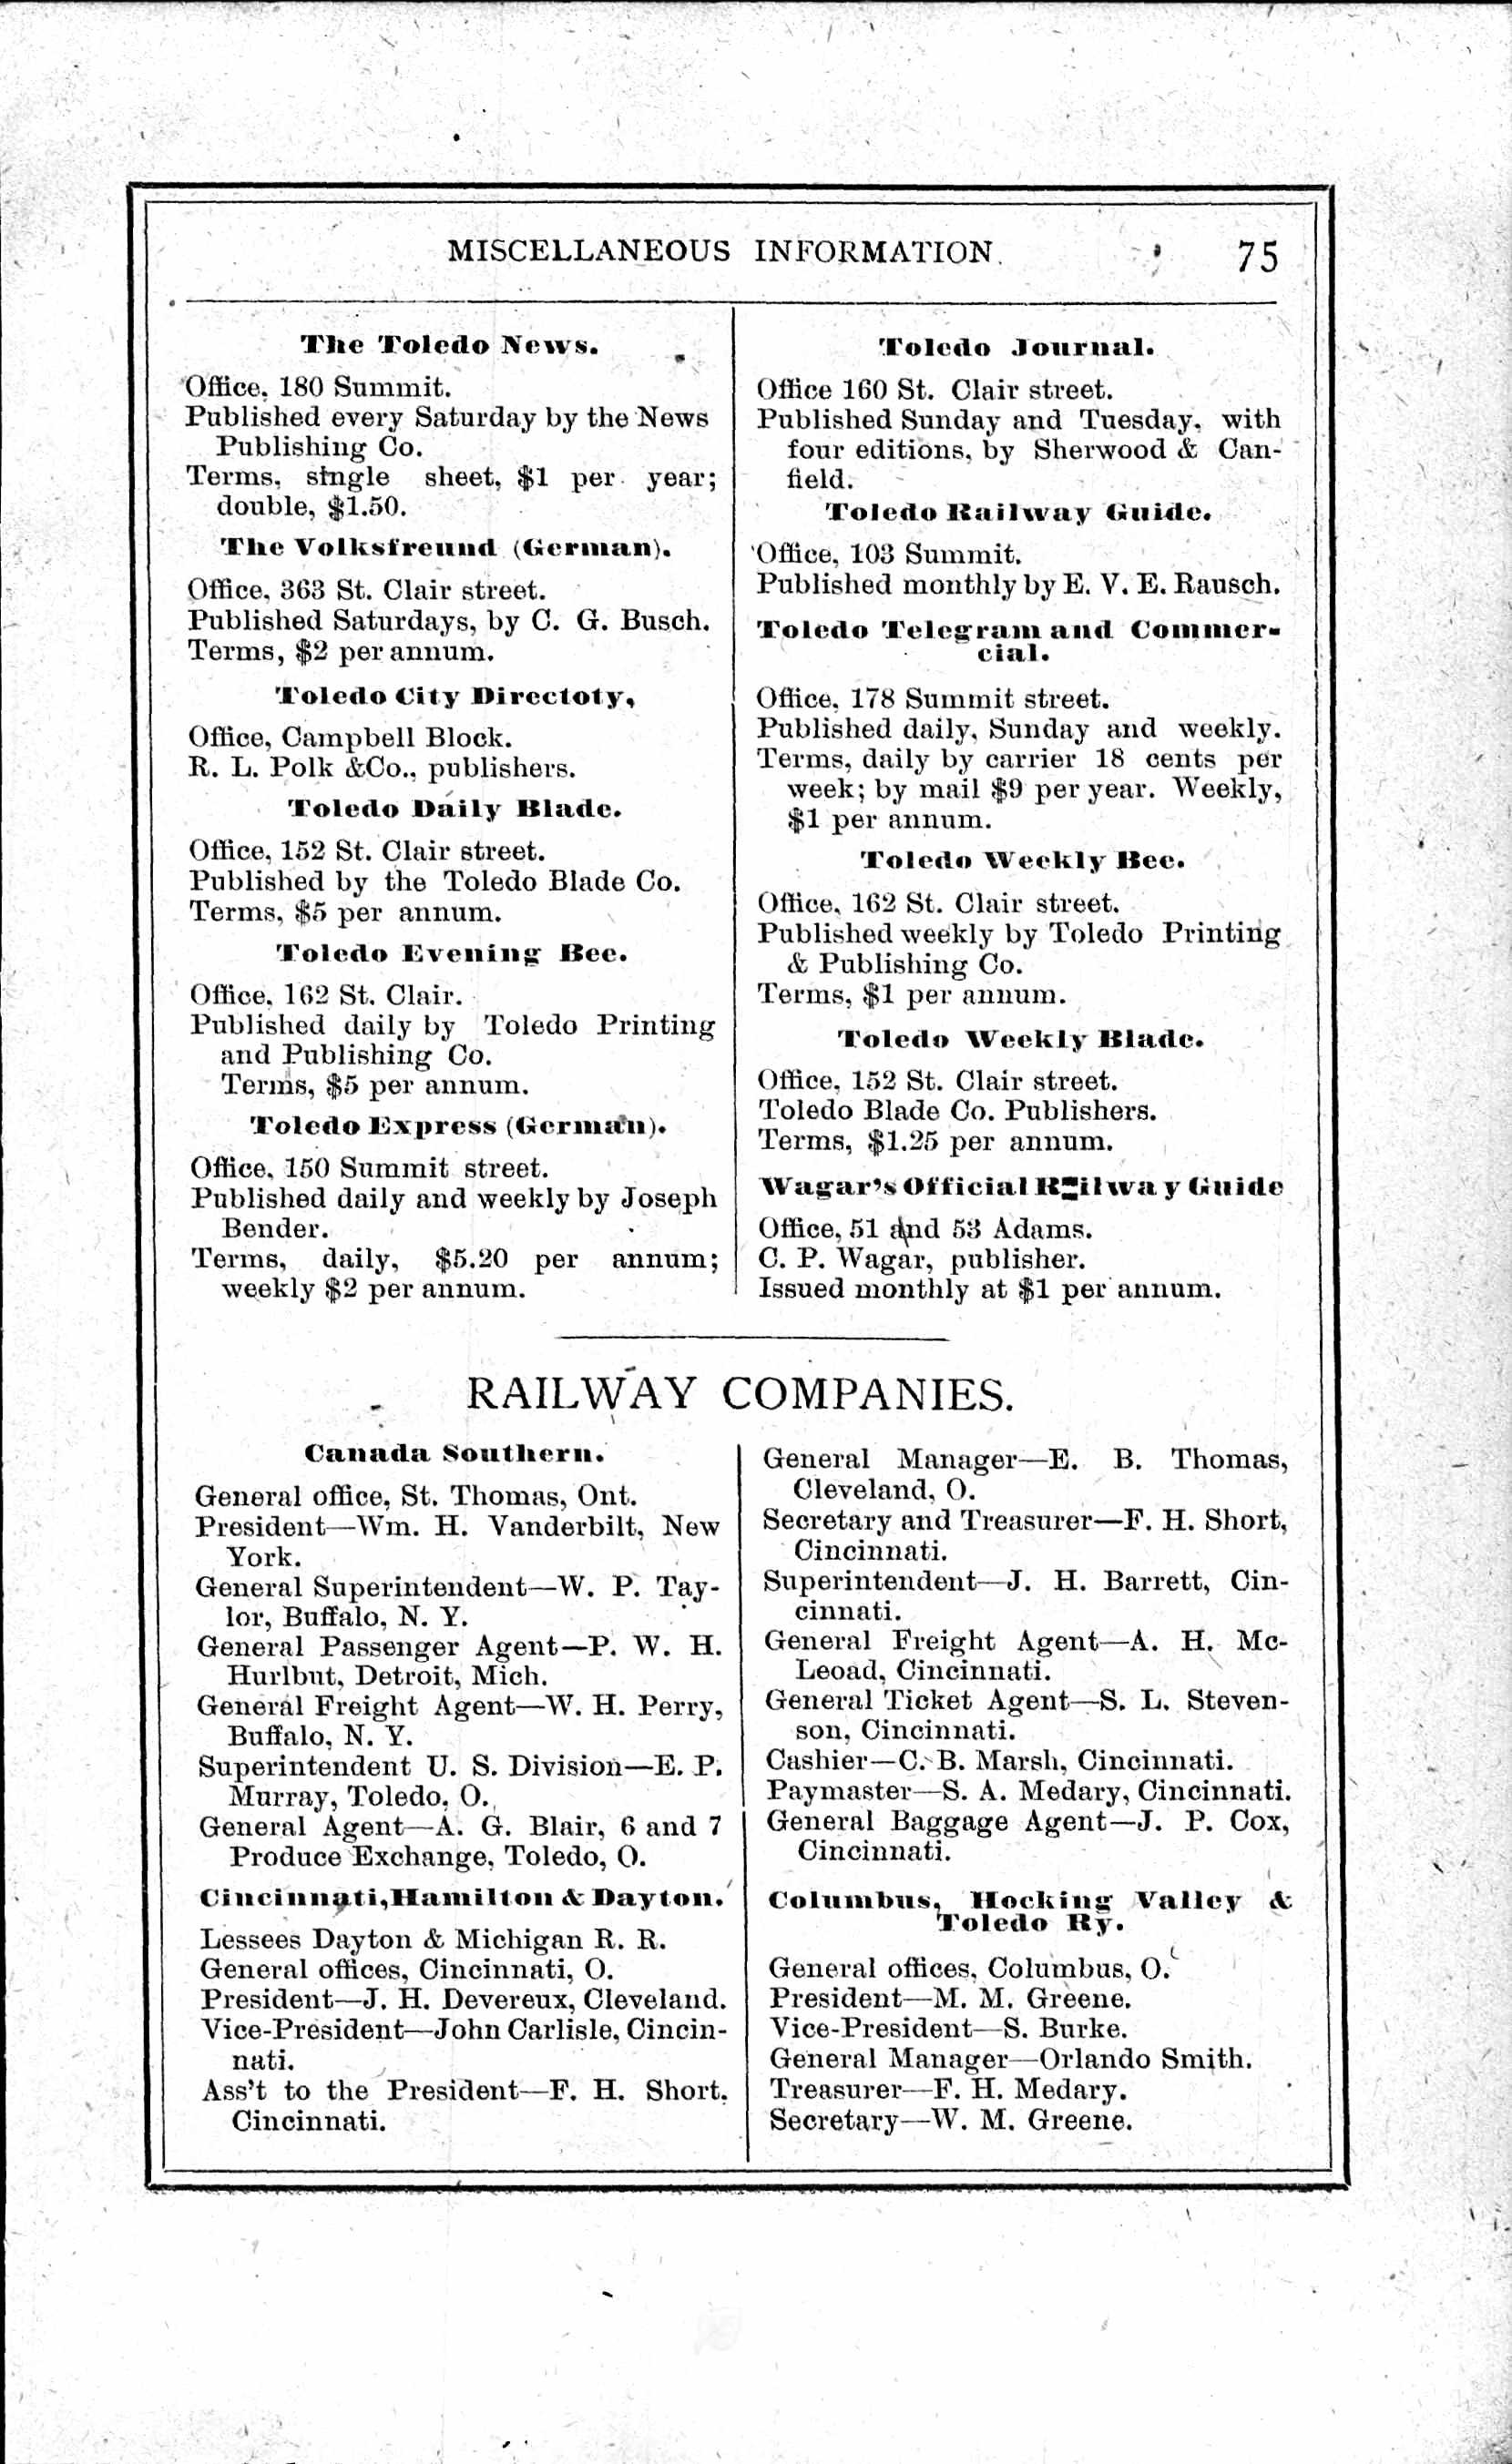 MISCELLANEOUS INFORMATION. 75
The Toledo News.
Office, 180 Summit.
Published every Saturday by the News
Publishing Co.
Terms, single sheet, $1 per year;
double, $1.50.
The Volksfreund (German).
Office, 363 St. Clair street.
Published Saturdays, by C. G. Busch.
Terms, $2 per annum.
Toledo City Directoty,
Office, Campbell Block.
R. L. Polk &Co., publishers.
Toledo Daily Blade.
Office, 152 St. Clair street.
Published by the Toledo Blade Co.
Terms, $5 per annum.
Toledo Evening Bee.
Office, 162 St. Clair.
Published daily by Toledo Printing
and Publishing Co.
Terms, $5 per annum.
Toledo Express (German).
Office, 150 Summit street.
Published daily and weekly by Joseph
Bender.
Terms, daily, $5.20 per annum;
weekly $2 per annum.
Toledo Journal.
Office 160 St. Clair street.
Published Sunday and Tuesday, with
four editions, by Sherwood & Can-
field.
Toledo Railway Guide.
Office, 103 Summit.
Published monthly by E. V. E. Rausch.
Toledo Telegram and Commer-
cial.
Office, 178 Summit street.
Published daily, Sunday and weekly.
Terms, daily by carrier 18 cents per
week; by mail $9 per year. Weekly,
$1 per annum.
Toledo Weekly Bee.
Office, 162 St. Clair street.
Published weekly by Toledo Printing
& Publishing Co.
Terms, $1 per annum.
Toledo Weekly Blade.
Office, 152 St. Clair street.
Toledo Blade Co. Publishers.
Terms, $1.25 per annum.
Wagar's Official Railway Guide
Office, 51 and 53 Adams.
C. P. Wagar, publisher.
Issued monthly at $1 per annum.
RAILWAY COMPANIES.
Canada Southern.
General office, St. Thomas, Ont.
President—Wm. H. Vanderbilt, New
York.
General Superintendent—W. P. Tay-
lor, Buffalo, N. Y.
General Passenger Agent—P. W. H.
Hurlbut, Detroit, Mich.
General Freight Agent—W. H. Perry,
Buffalo, N. Y.
Superintendent U. S. Division—E. P.
Murray, Toledo, O.
General Agent—A. G. Blair, 6 and 7
Produce Exchange, Toledo, O.
Cincinnati, Hamilton & Dayton.
Lessees Dayton & Michigan R. R.
General offices, Cincinnati, O.
President—J. H. Devereux, Cleveland.
Vice-President—John Carlisle, Cincin-
nati.
Ass't to the President—F. H. Short,
Cincinnati.
General Manager—E. B. Thomas,
Cleveland, O.
Secretary and Treasurer—F. H. Short,
Cincinnati.
Superintendent—J. H. Barrett, Cin-
cinnati.
General Freight Agent—A. H. Mc-
Leoad, Cincinnati.
General Ticket Agent—S. L. Steven-
son, Cincinnati.
Cashier—C. B. Marsh, Cincinnati.
Paymaster—S. A. Medary, Cincinnati.
General Baggage Agent—J. P. Cox,
Cincinnati.
Columbus, Hocking Valley &
Toledo Ry.
General offices, Columbus, O.
President—M. M. Greene.
Vice-President—S. Burke.
General Manager—Orlando Smith.
Treasurer—F. H. Medary.
Secretary—W. M. Greene.